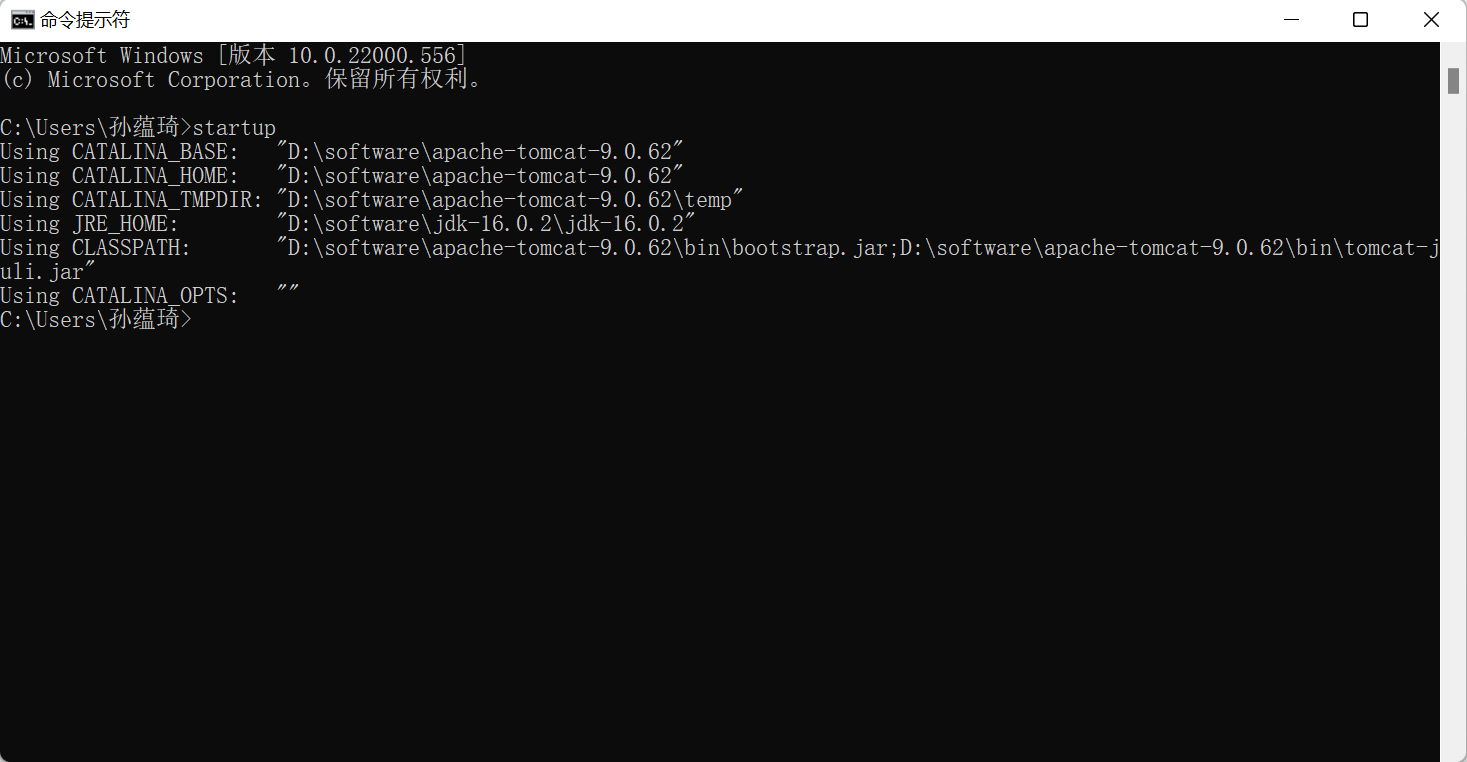 命令提示符
Microsoft Windows [版本 10.0.22000.556]
(c) Microsoft Corporation。保留所有权利。
C:\Users\孙蕴琦>startup
Using CATALINA_BASE:   "D:\software\apache-tomcat-9.0.62"
Using CATALINA_HOME:   "D:\software\apache-tomcat-9.0.62"
Using CATALINA_TMPDIR: "D:\software\apache-tomcat-9.0.62\temp"
Using JRE_HOME:        "D:\software\jdk-16.0.2\jdk-16.0.2"
Using CLASSPATH:       "D:\software\apache-tomcat-9.0.62\bin\bootstrap.jar;D:\software\apache-tomcat-9.0.62\bin\tomcat-j
uli.jar"
Using CATALINA_OPTS:   ""
C:\Users\孙蕴琦>